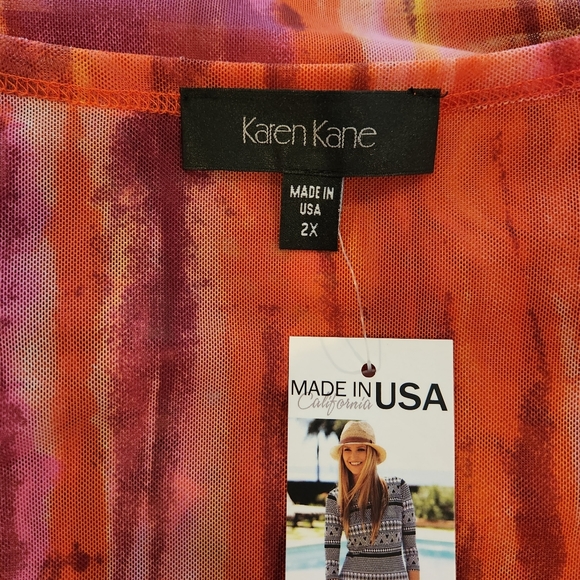 Karen Kane
MADE IN
USA
2X
MADE IN USA
California